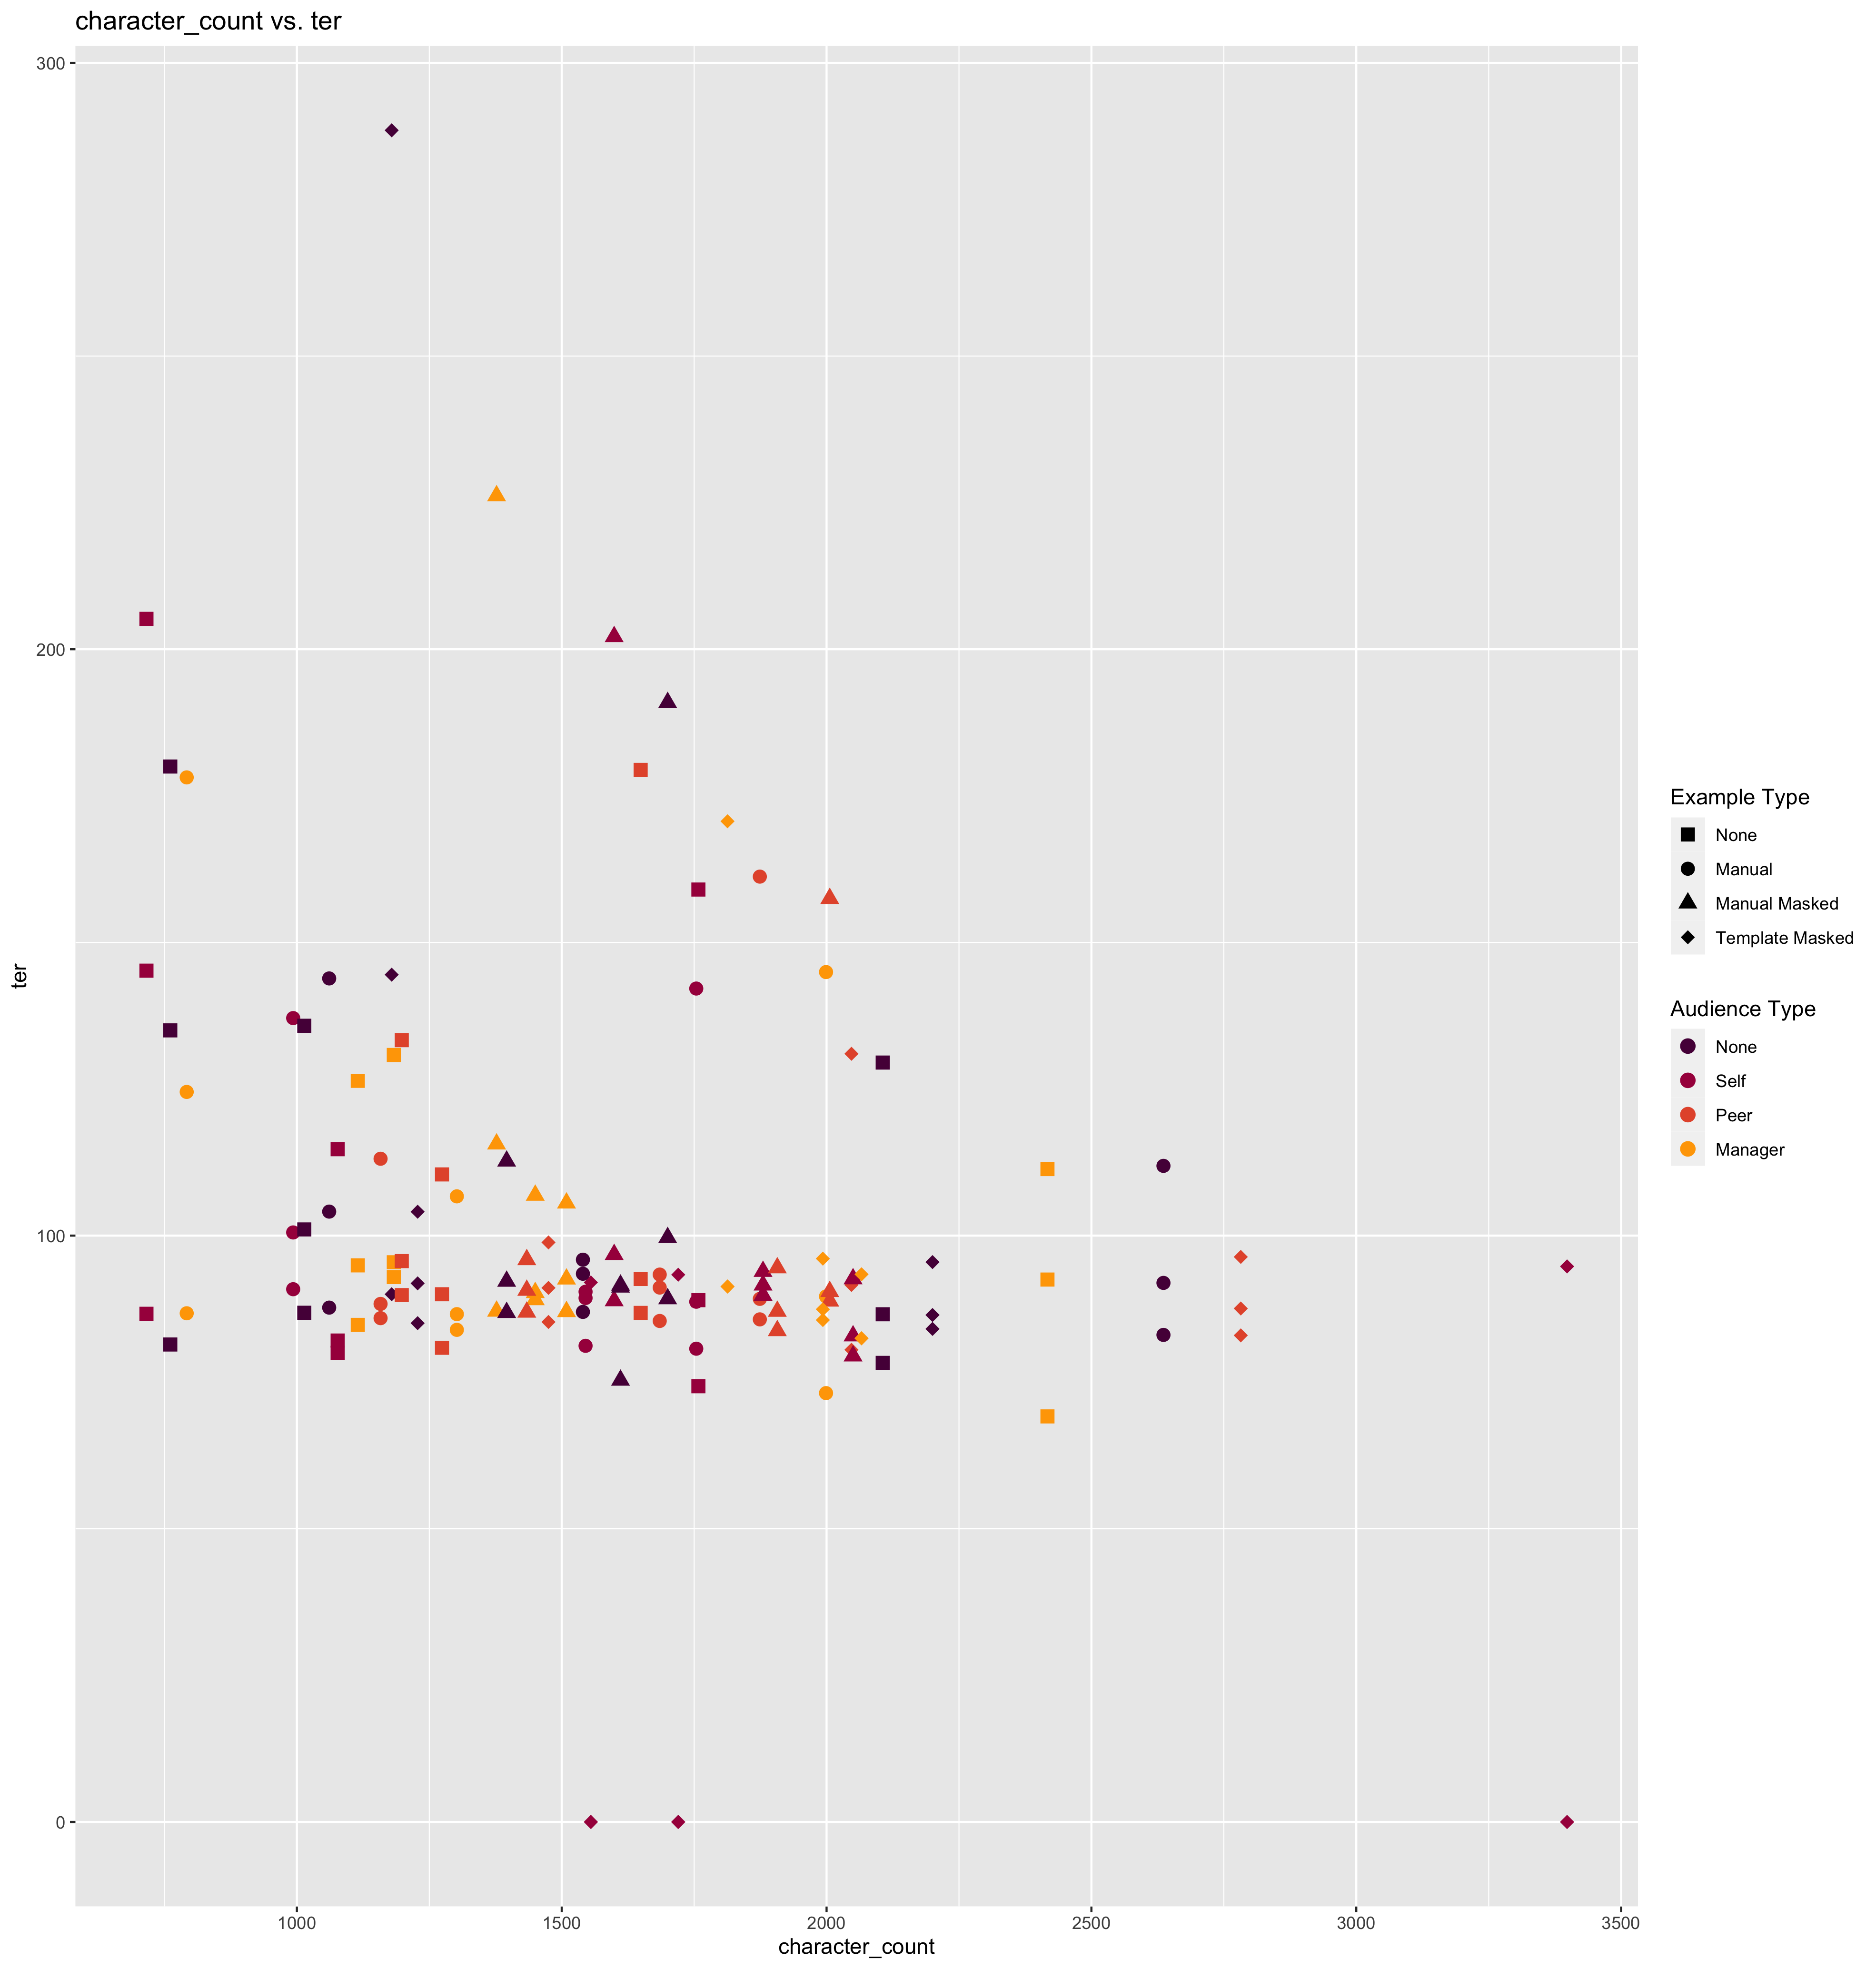 character_count vs. ter
300
200
100
0
ter
1000
1500
2000
2500
3000
3500
character_count
Example Type
None
Manual
Manual Masked
Template Masked
Audience Type
None
Self
Peer
Manager